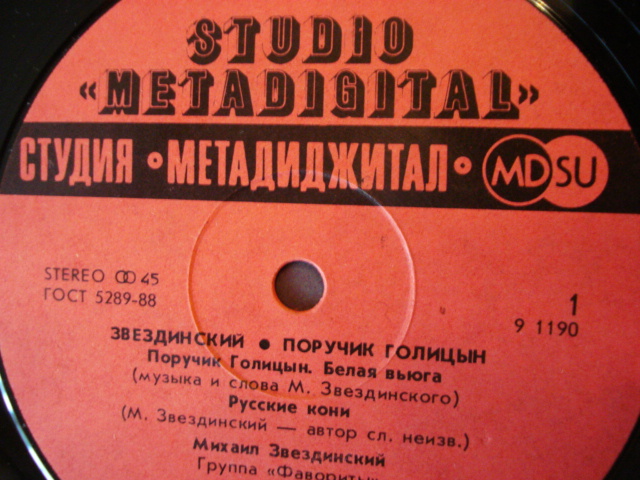 STUDIO
«METADIGITAL»
СТУДИЯ •МЕТАДИДЖИТАЛ•
MD SU
STEREO ꝏ 45
ГОСТ 5289-88
1
9 1190
ЗВЕЗДИНСКИЙ • ПОРУЧИК ГОЛИЦЫН
Поручик Голицын. Белая вьюга
(музыка и слова М. Звездинского)
Русские кони
(М. Звездинский — автор сл. неизв.)
Михаил Звездинский
Группа «Фавориты»